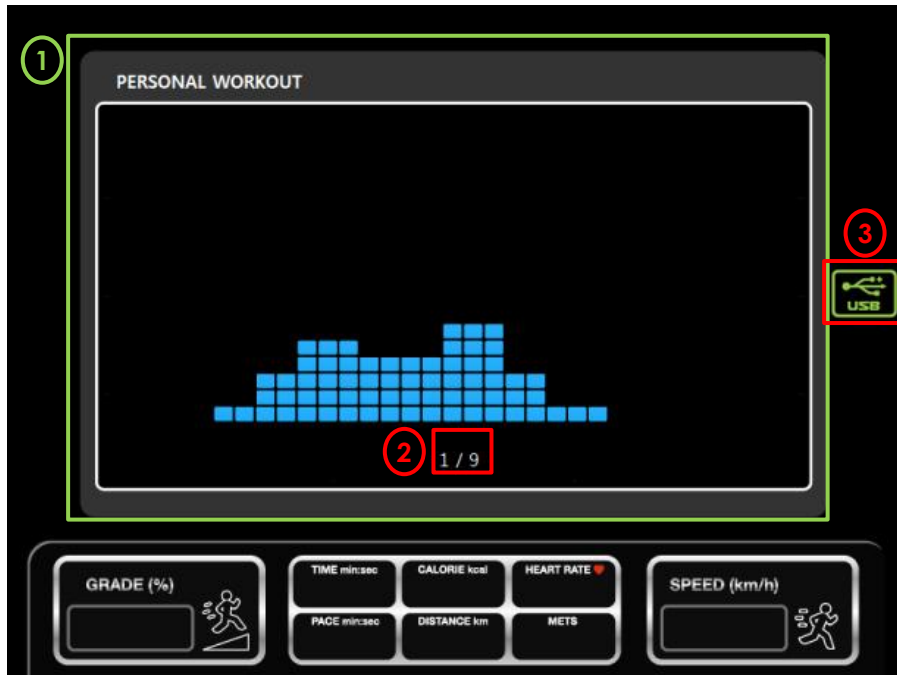 1
PERSONAL WORKOUT
3
USB
2
1 / 9
GRADE (%)
TIME min:sec
CALORIE kcal
HEART RATE
PACE min:sec
DISTANCE km
METS
SPEED (km/h)